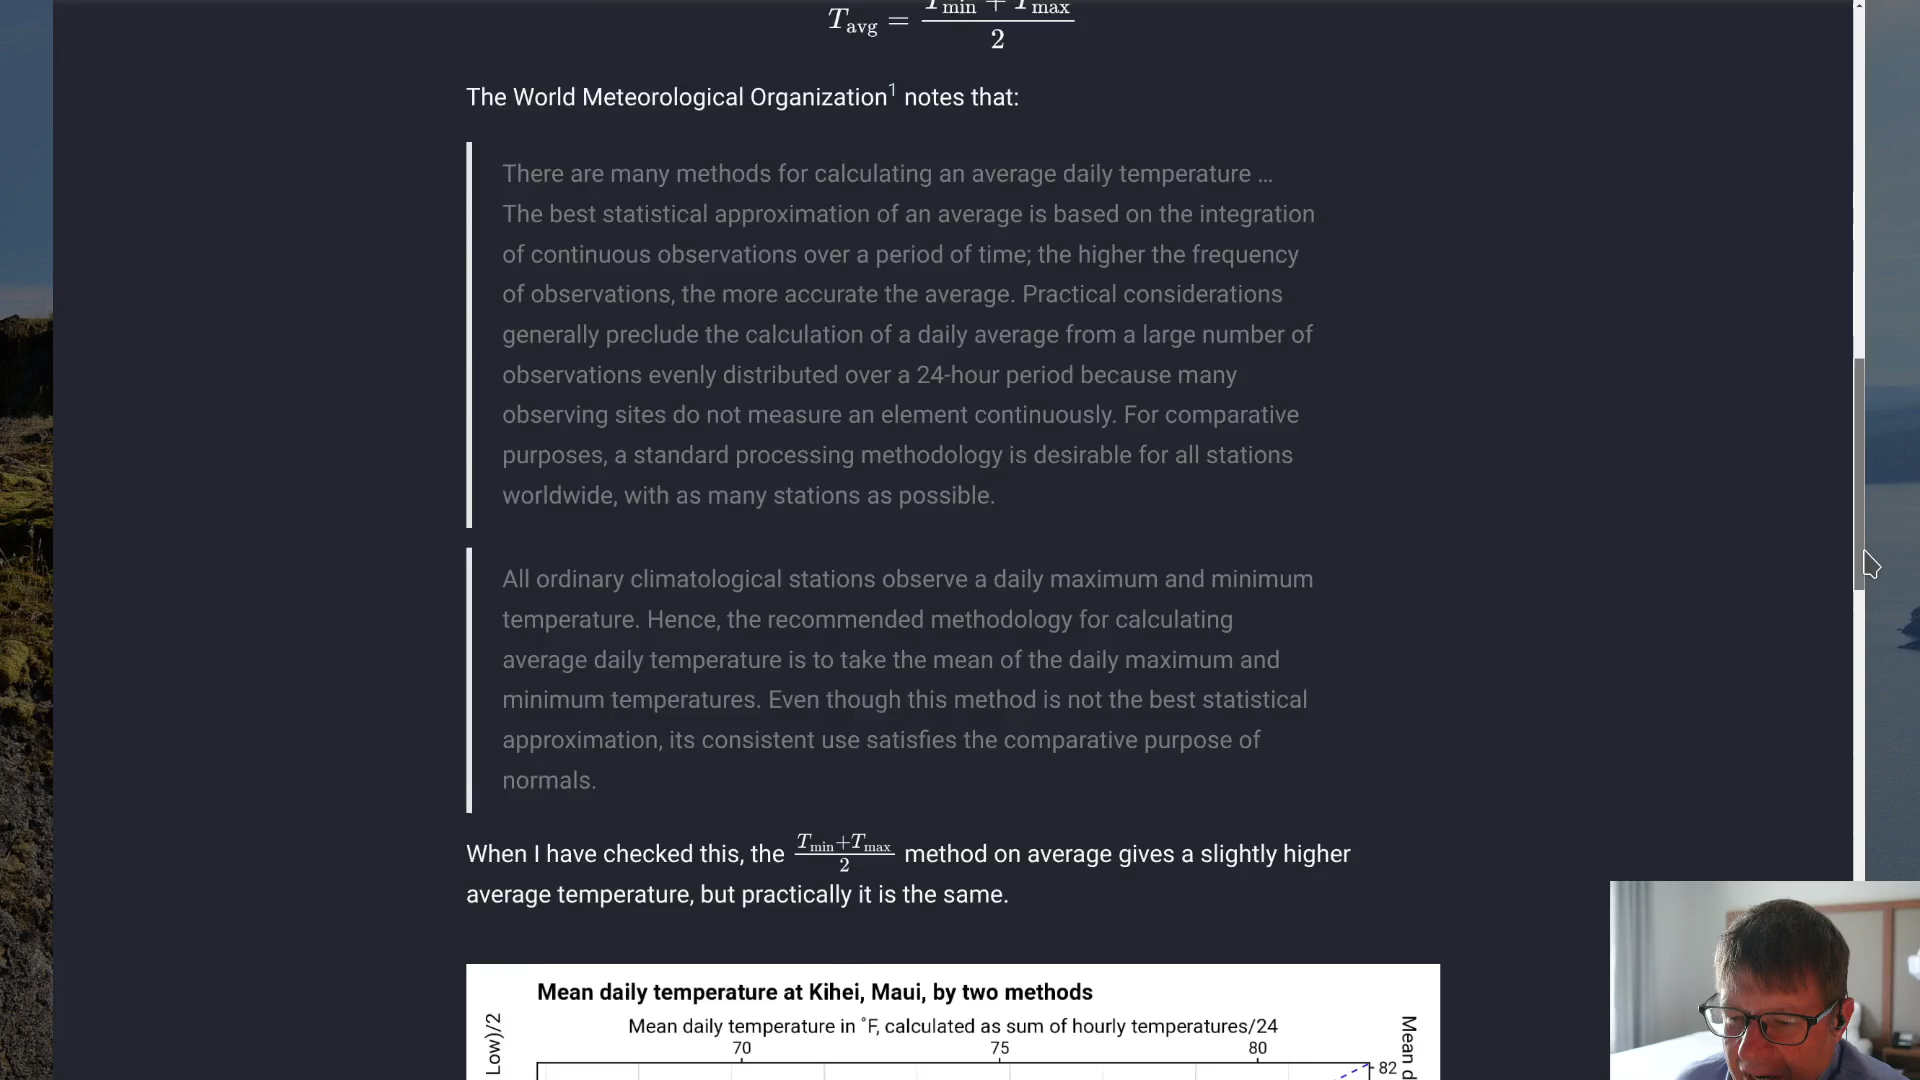 T_avg = (T_min + T_max) / 2
The World Meteorological Organization¹ notes that:
There are many methods for calculating an average daily temperature ...
The best statistical approximation of an average is based on the integration
of continuous observations over a period of time; the higher the frequency
of observations, the more accurate the average. Practical considerations
generally preclude the calculation of a daily average from a large number of
observations evenly distributed over a 24-hour period because many
observing sites do not measure an element continuously. For comparative
purposes, a standard processing methodology is desirable for all stations
worldwide, with as many stations as possible.
All ordinary climatological stations observe a daily maximum and minimum
temperature. Hence, the recommended methodology for calculating
average daily temperature is to take the mean of the daily maximum and
minimum temperatures. Even though this method is not the best statistical
approximation, its consistent use satisfies the comparative purpose of
normals.
When I have checked this, the (T_min+T_max)/2 method on average gives a slightly higher
average temperature, but practically it is the same.
Mean daily temperature at Kihei, Maui, by two methods
Mean daily temperature in °F, calculated as sum of hourly temperatures/24
70 75 80
82
Low)/2
Mean d